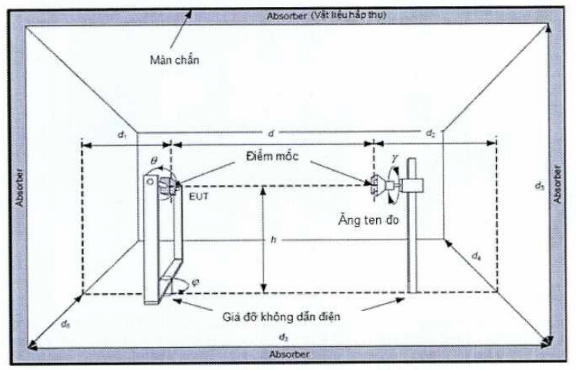 Absorber (Vật liệu hấp thụ)
Màn chắn
d₁
d
d₂
θ
Điểm mốc
γ
EUT
Absorber
Absorber
d₅
Ăng ten đo
h
d₄
φ
Giá đỡ không dẫn điện
d₆
d₃
Absorber